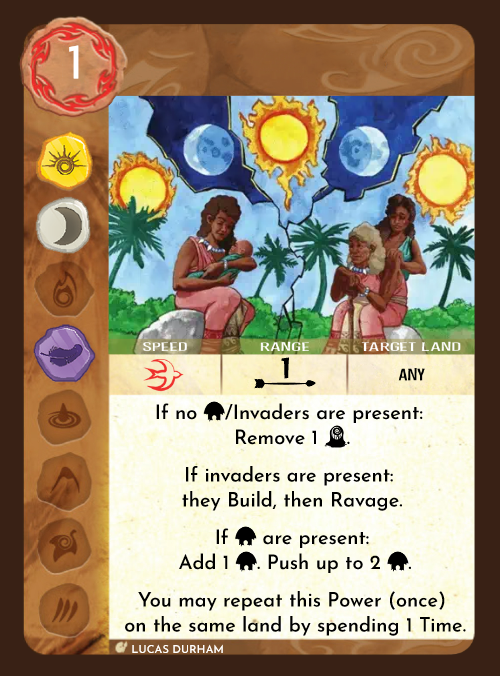 1
SPEED RANGE TARGET LAND
1 ANY
If no /Invaders are present:
Remove 1 .
If invaders are present:
they Build, then Ravage.
If are present:
Add 1 . Push up to 2 .
You may repeat this Power (once)
on the same land by spending 1 Time.
LUCAS DURHAM